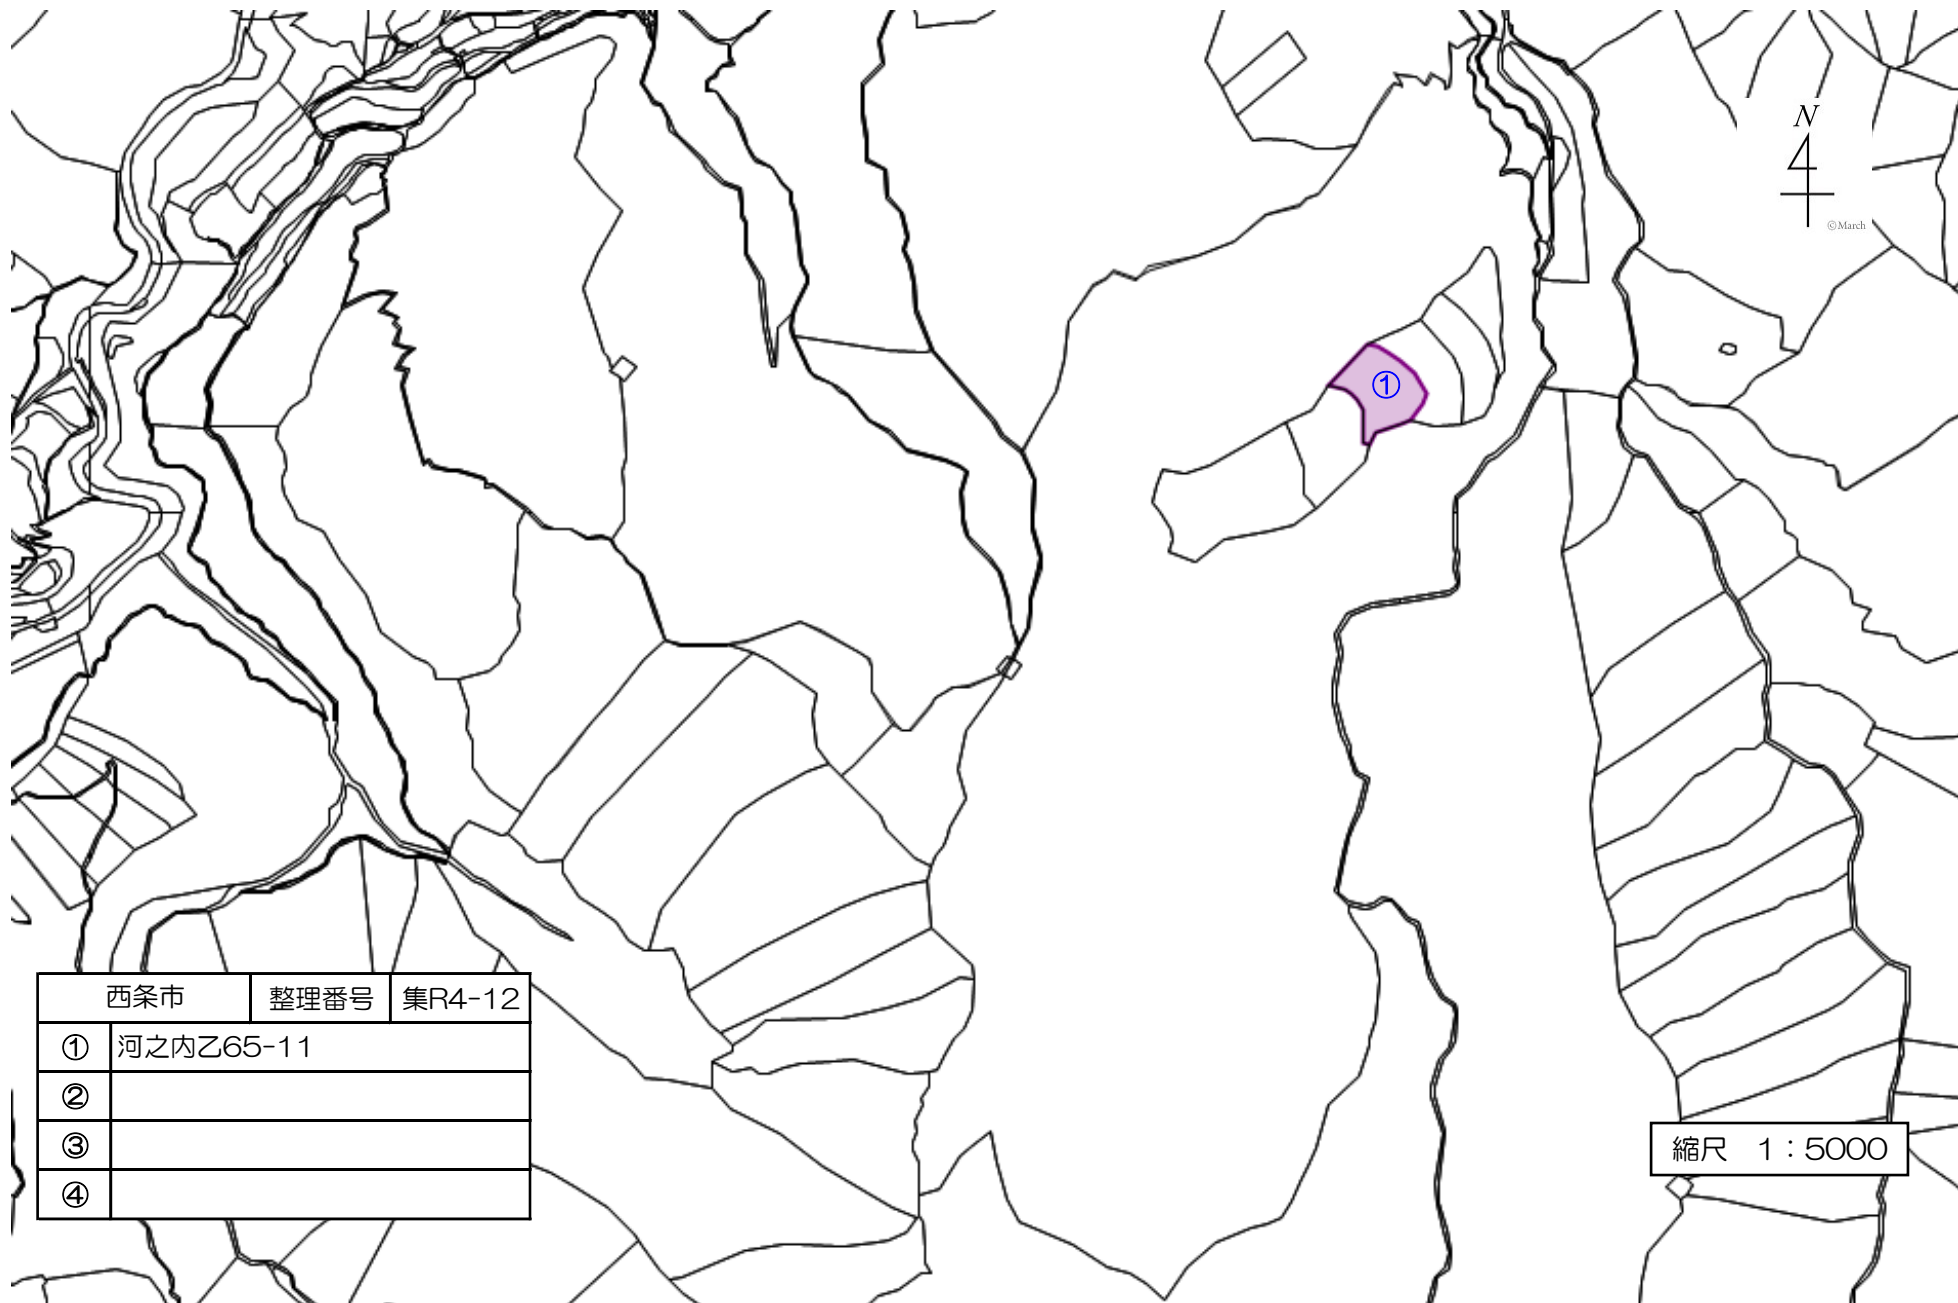 N
©March
①
西条市 整理番号 集R4-12
① 河之内乙65-11
②
③
④
縮尺 1：5000